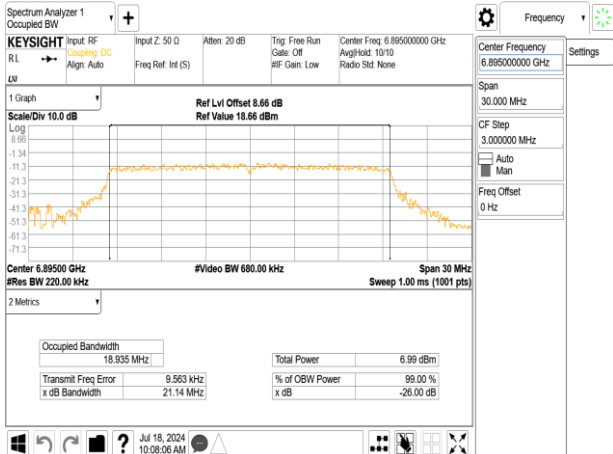 Spectrum Analyzer 1
Occupied BW
Frequency
KEYSIGHT
Input: RF
Coupling: DC
Align: Auto
Input Z: 50 Ω
Freq Ref: Int (S)
Atten: 20 dB
Trig: Free Run
Gate: Off
#IF Gain: Low
Center Freq: 6.895000000 GHz
Avg|Hold: 10/10
Radio Std: None
RL
LXI
Center Frequency
6.895000000 GHz
Settings
Span
30.000 MHz
CF Step
3.000000 MHz
Auto
Man
Freq Offset
0 Hz
1 Graph
Scale/Div 10.0 dB
Ref Lvl Offset 8.66 dB
Ref Value 18.66 dBm
Log
8.66
-1.34
-11.3
-21.3
-31.3
-41.3
-51.3
-61.3
-71.3
Center 6.89500 GHz
#Video BW 680.00 kHz
Span 30 MHz
#Res BW 220.00 kHz
Sweep 1.00 ms (1001 pts)
2 Metrics
Occupied Bandwidth
18.935 MHz
Total Power 6.99 dBm
Transmit Freq Error 9.563 kHz
% of OBW Power 99.00 %
x dB Bandwidth 21.14 MHz
x dB -26.00 dB
?
Jul 18, 2024
10:08:06 AM